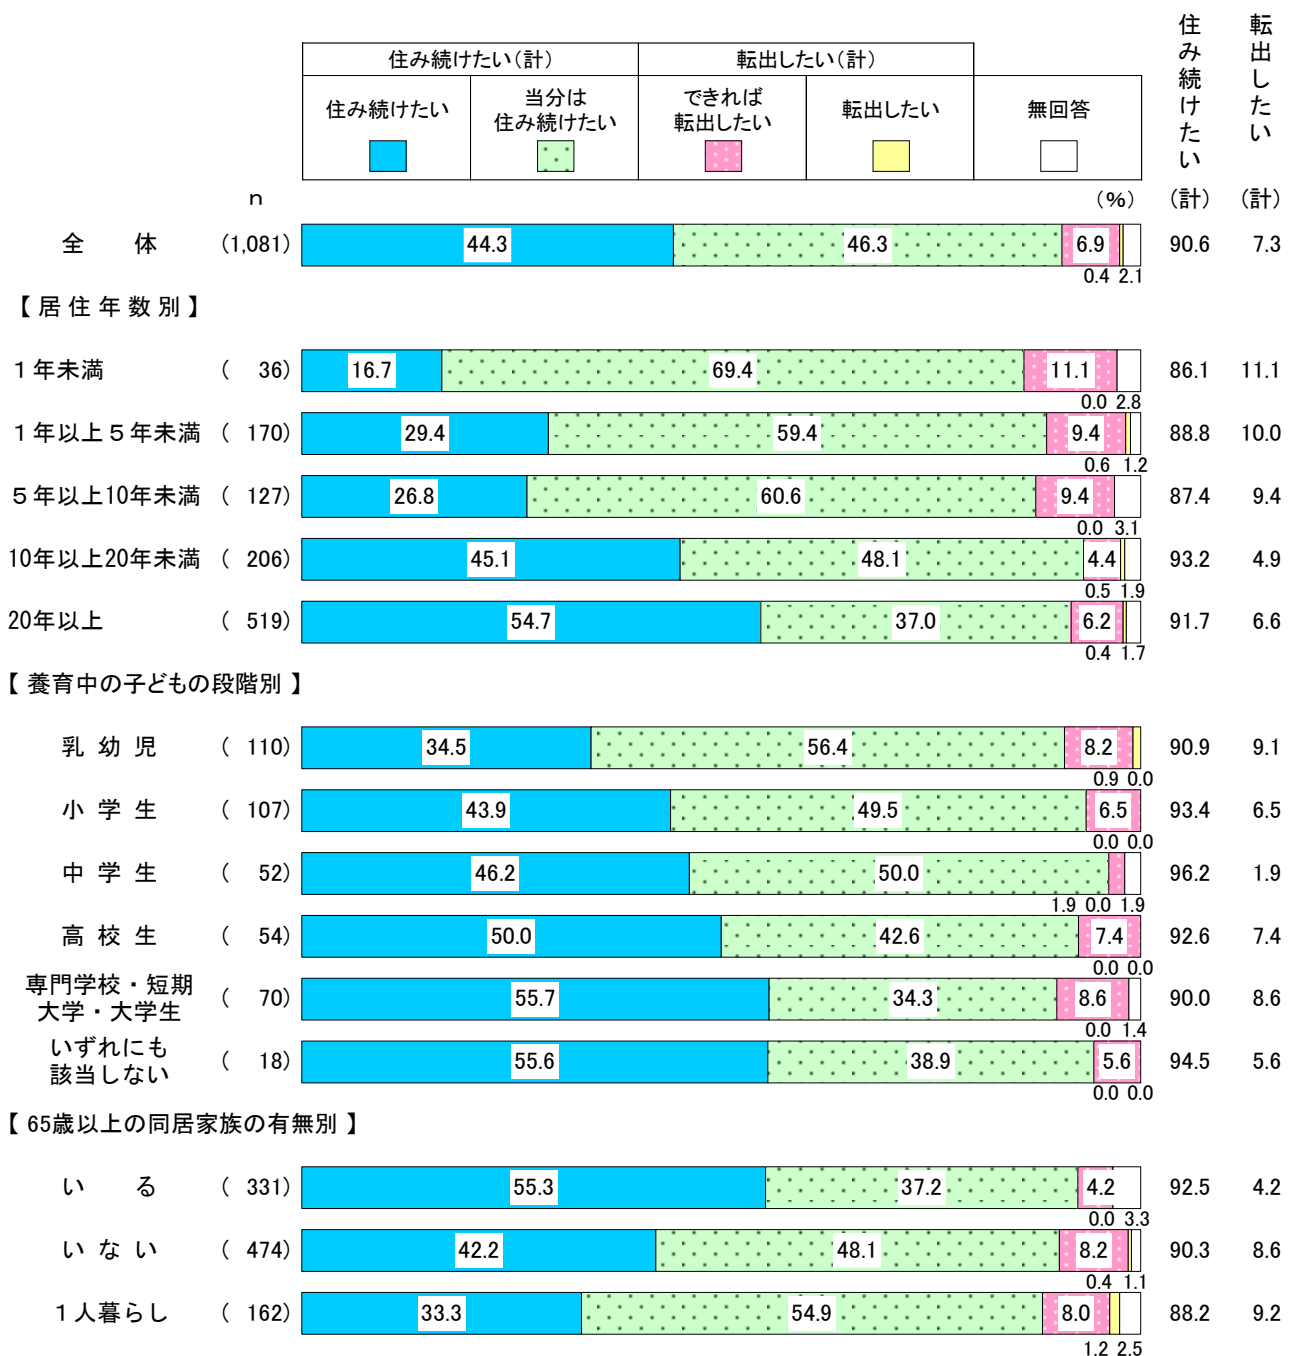 住み続けたい(計) 転出したい(計)
住み続けたい 当分は住み続けたい できれば転出したい 転出したい 無回答
住み続けたい(計) 転出したい(計)
n (%)
全 体 (1,081) 44.3 46.3 6.9 90.6 7.3
0.4 2.1
【居住年数別】
1年未満 ( 36) 16.7 69.4 11.1 86.1 11.1
0.0 2.8
1年以上5年未満 ( 170) 29.4 59.4 9.4 88.8 10.0
0.6 1.2
5年以上10年未満 ( 127) 26.8 60.6 9.4 87.4 9.4
0.0 3.1
10年以上20年未満 ( 206) 45.1 48.1 4.4 93.2 4.9
0.5 1.9
20年以上 ( 519) 54.7 37.0 6.2 91.7 6.6
0.4 1.7
【養育中の子どもの段階別】
乳幼児 ( 110) 34.5 56.4 8.2 90.9 9.1
0.9 0.0
小学生 ( 107) 43.9 49.5 6.5 93.4 6.5
0.0 0.0
中学生 ( 52) 46.2 50.0 96.2 1.9
1.9 0.0 1.9
高校生 ( 54) 50.0 42.6 7.4 92.6 7.4
0.0 0.0
専門学校・短期
大学・大学生 ( 70) 55.7 34.3 8.6 90.0 8.6
0.0 1.4
いずれにも
該当しない ( 18) 55.6 38.9 5.6 94.5 5.6
0.0 0.0
【65歳以上の同居家族の有無別】
い る ( 331) 55.3 37.2 4.2 92.5 4.2
0.0 3.3
いない ( 474) 42.2 48.1 8.2 90.3 8.6
0.4 1.1
1人暮らし ( 162) 33.3 54.9 8.0 88.2 9.2
1.2 2.5